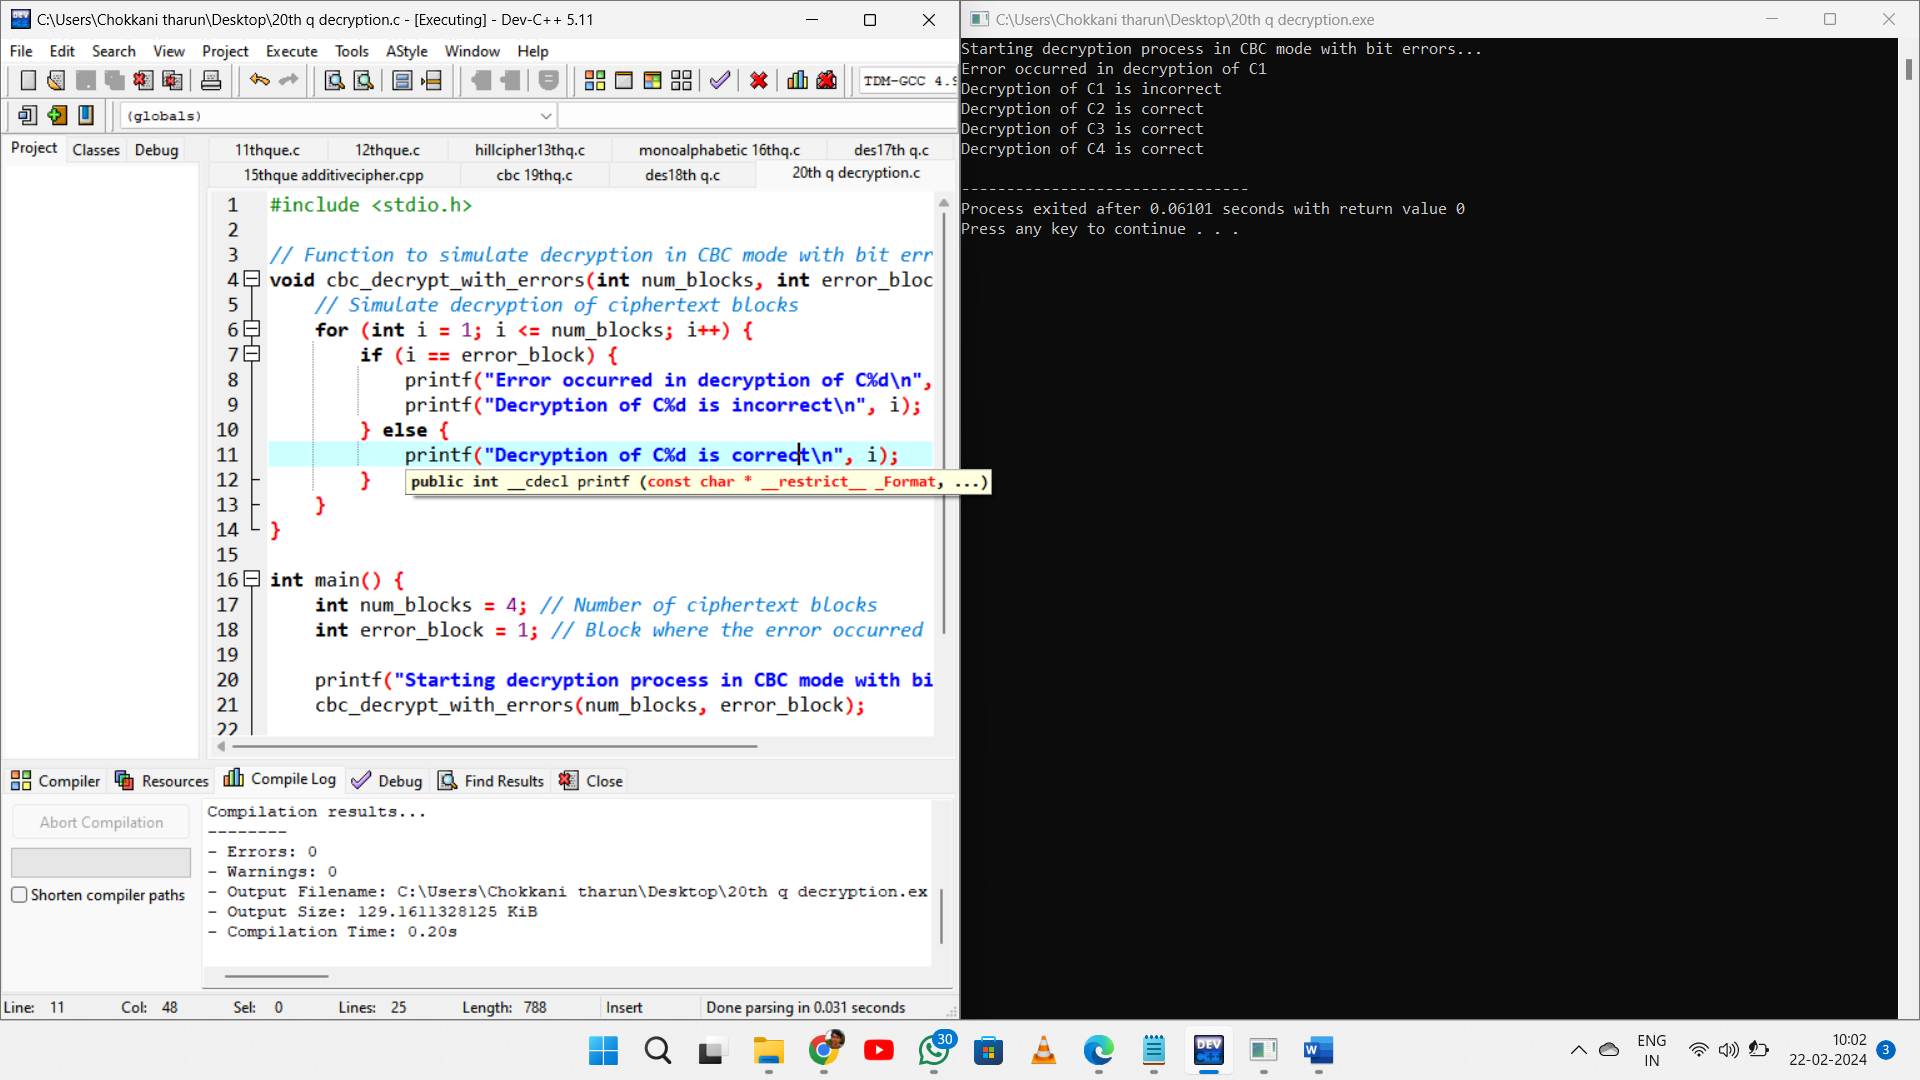 C:\Users\Chokkani tharun\Desktop\20th q decryption.c - [Executing] - Dev-C++ 5.11
File Edit Search View Project Execute Tools AStyle Window Help
TDM-GCC 4.9
(globals)
Project Classes Debug
11thque.c 12thque.c hillcipher13thq.c monoalphabetic 16thq.c des17th q.c
15thque additivecipher.cpp cbc 19thq.c des18th q.c 20th q decryption.c
1 #include <stdio.h>
2
3 // Function to simulate decryption in CBC mode with bit err
4 void cbc_decrypt_with_errors(int num_blocks, int error_bloc
5 // Simulate decryption of ciphertext blocks
6 for (int i = 1; i <= num_blocks; i++) {
7 if (i == error_block) {
8 printf("Error occurred in decryption of C%d\n",
9 printf("Decryption of C%d is incorrect\n", i);
10 } else {
11 printf("Decryption of C%d is correct\n", i);
12 }
public int __cdecl printf (const char * __restrict__ _Format, ...)
13 }
14 }
15
16 int main() {
17 int num_blocks = 4; // Number of ciphertext blocks
18 int error_block = 1; // Block where the error occurred
19
20 printf("Starting decryption process in CBC mode with bi
21 cbc_decrypt_with_errors(num_blocks, error_block);
22
Compiler Resources Compile Log Debug Find Results Close
Abort Compilation
Shorten compiler paths
Compilation results...
--------
- Errors: 0
- Warnings: 0
- Output Filename: C:\Users\Chokkani tharun\Desktop\20th q decryption.ex
- Output Size: 129.1611328125 KiB
- Compilation Time: 0.20s
Line: 11 Col: 48 Sel: 0 Lines: 25 Length: 788 Insert Done parsing in 0.031 seconds
C:\Users\Chokkani tharun\Desktop\20th q decryption.exe
Starting decryption process in CBC mode with bit errors...
Error occurred in decryption of C1
Decryption of C1 is incorrect
Decryption of C2 is correct
Decryption of C3 is correct
Decryption of C4 is correct
--------------------------------
Process exited after 0.06101 seconds with return value 0
Press any key to continue . . .
30
DEV
C++
W
ENG
IN
10:02
22-02-2024
3